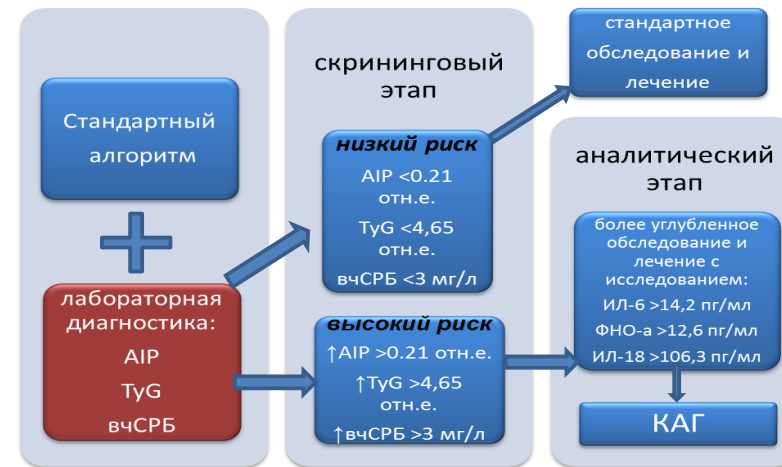 Стандартный
алгоритм
лабораторная
диагностика:
AIP
TyG
вчСРБ
скрининговый
этап
низкий риск
AIP <0.21
отн.е.
TyG <4,65
отн.е.
вчСРБ <3 мг/л
высокий риск
↑AIP >0.21 отн.е.
↑TyG >4,65
отн.е.
↑вчСРБ >3 мг/л
стандартное
обследование и
лечение
аналитический
этап
более углубленное
обследование и
лечение с
исследованием:
ИЛ-6 >14,2 пг/мл
ФНО-а >12,6 пг/мл
ИЛ-18 >106,3 пг/мл
КАГ